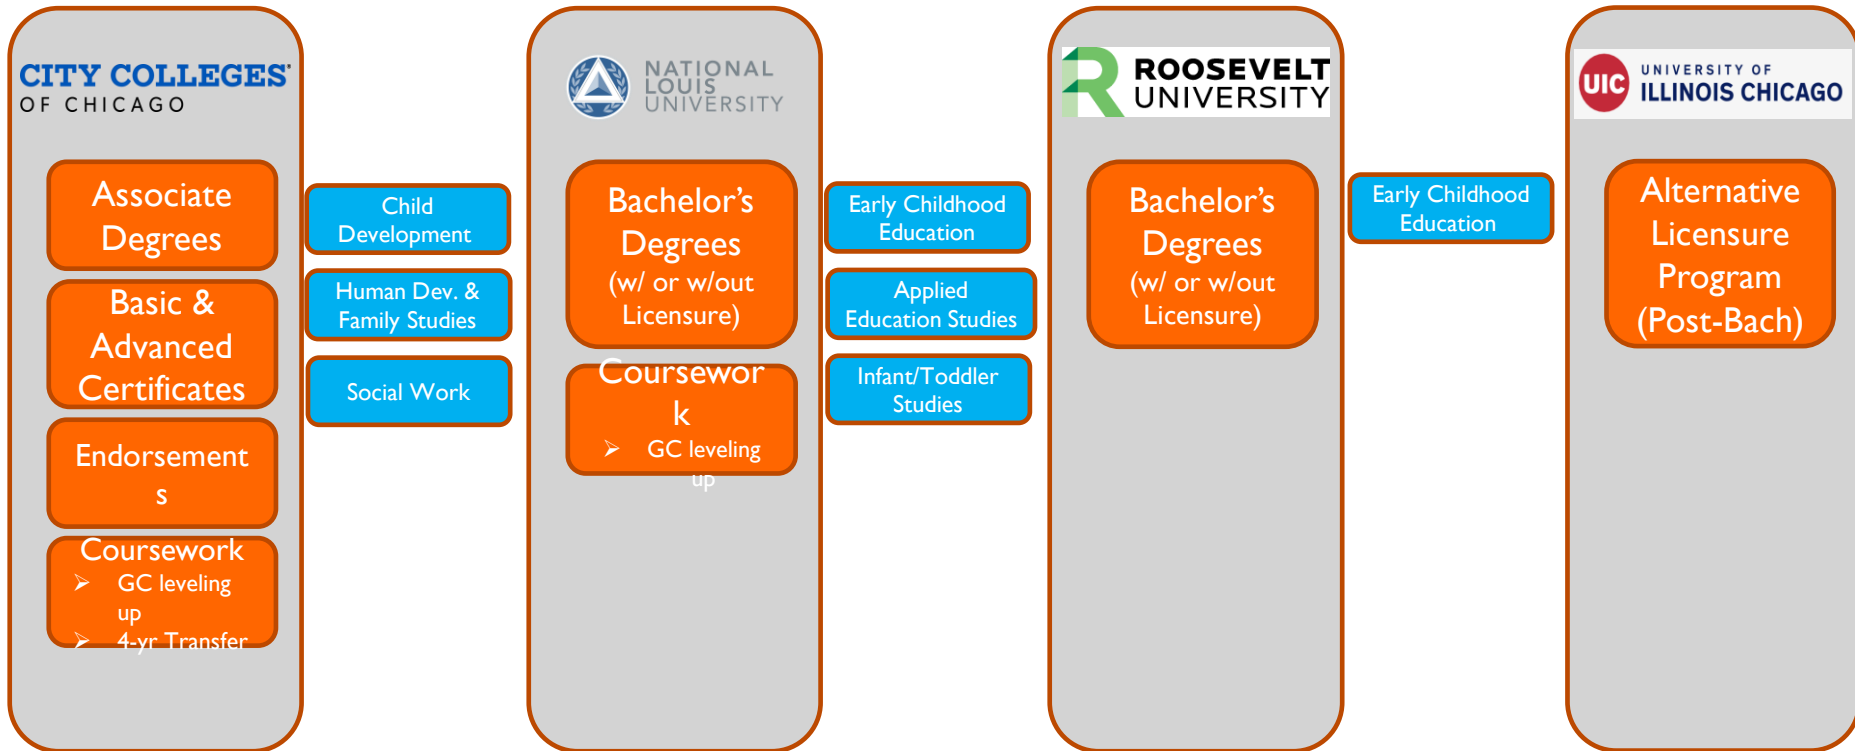 CITY COLLEGES
OF CHICAGO
Associate
Degrees
Basic &
Advanced
Certificates
Endorsement
s
Coursework
➢ GC leveling
up
➢ 4-yr Transfer
Child
Development
Human Dev. &
Family Studies
Social Work
NATIONAL
LOUIS
UNIVERSITY
Bachelor's
Degrees
(w/ or w/out
Licensure)
Coursewor
k
➢ GC leveling
up
Early Childhood
Education
Applied
Education Studies
Infant/Toddler
Studies
ROOSEVELT
UNIVERSITY
Bachelor's
Degrees
(w/ or w/out
Licensure)
Early Childhood
Education
UIC
UNIVERSITY OF
ILLINOIS CHICAGO
Alternative
Licensure
Program
(Post-Bach)